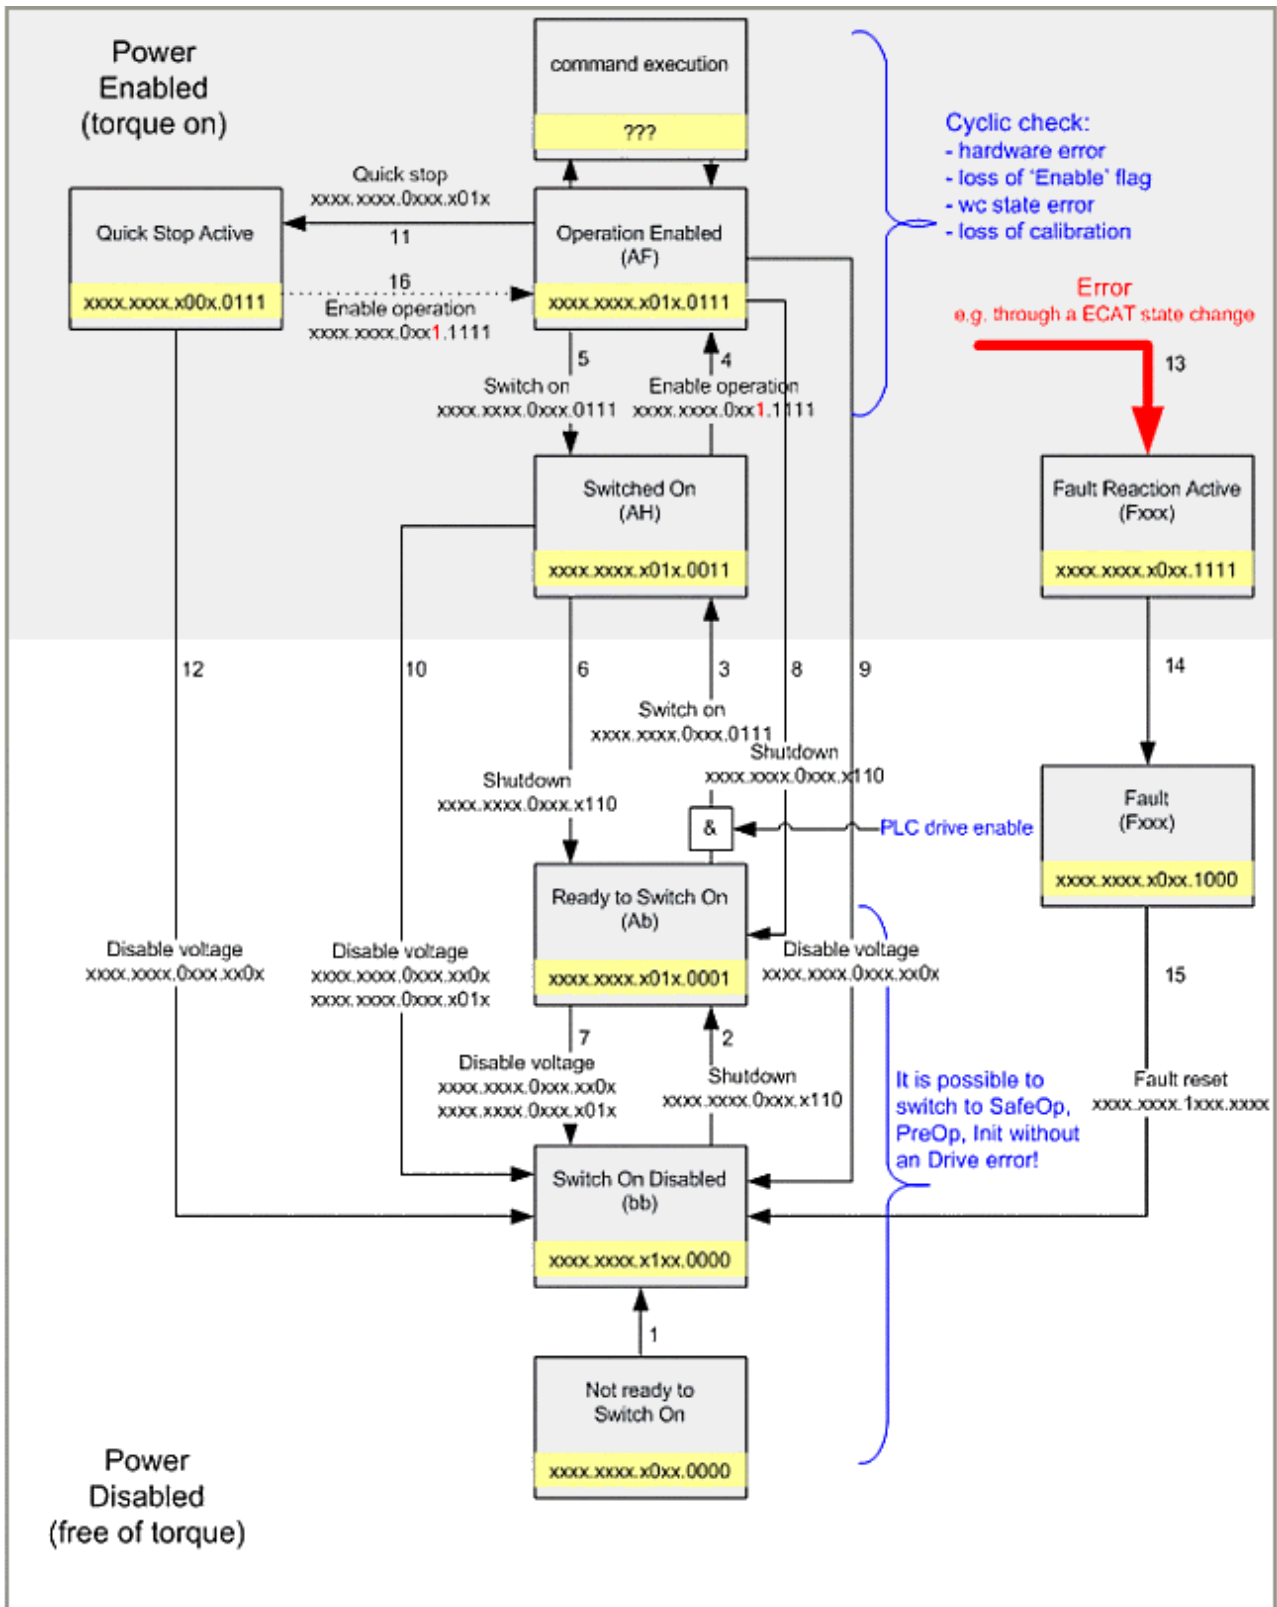 Power
Enabled
(torque on)
command execution
???
Cyclic check:
- hardware error
- loss of 'Enable' flag
- wc state error
- loss of calibration
Quick stop
xxxx.xxxx.0xxx.x01x
11
Quick Stop Active
xxxx.xxxx.x00x.0111
Operation Enabled
(AF)
xxxx.xxxx.x01x.0111
16
Enable operation
xxxx.xxxx.0xx1.1111
Error
e.g. through a ECAT state change
13
5
Switch on
xxxx.xxxx.0xxx.0111
4
Enable operation
xxxx.xxxx.0xx1.1111
Switched On
(AH)
xxxx.xxxx.x01x.0011
Fault Reaction Active
(Fxxx)
xxxx.xxxx.x0xx.1111
12
10
6
3
8
9
14
Switch on
xxxx.xxxx.0xxx.0111
Shutdown
xxxx.xxxx.0xxx.x110
Shutdown
xxxx.xxxx.0xxx.x110
&
PLC drive enable
Fault
(Fxxx)
xxxx.xxxx.x0xx.1000
Ready to Switch On
(Ab)
xxxx.xxxx.x01x.0001
Disable voltage
xxxx.xxxx.0xxx.xx0x
Disable voltage
xxxx.xxxx.0xxx.xx0x
xxxx.xxxx.0xxx.x01x
Disable voltage
xxxx.xxxx.0xxx.xx0x
15
7
Disable voltage
xxxx.xxxx.0xxx.xx0x
xxxx.xxxx.0xxx.x01x
2
Shutdown
xxxx.xxxx.0xxx.x110
It is possible to
switch to SafeOp,
PreOp, Init without
an Drive error!
Fault reset
xxxx.xxxx.1xxx.xxxx
Switch On Disabled
(bb)
xxxx.xxxx.x1xx.0000
1
Not ready to
Switch On
xxxx.xxxx.x0xx.0000
Power
Disabled
(free of torque)